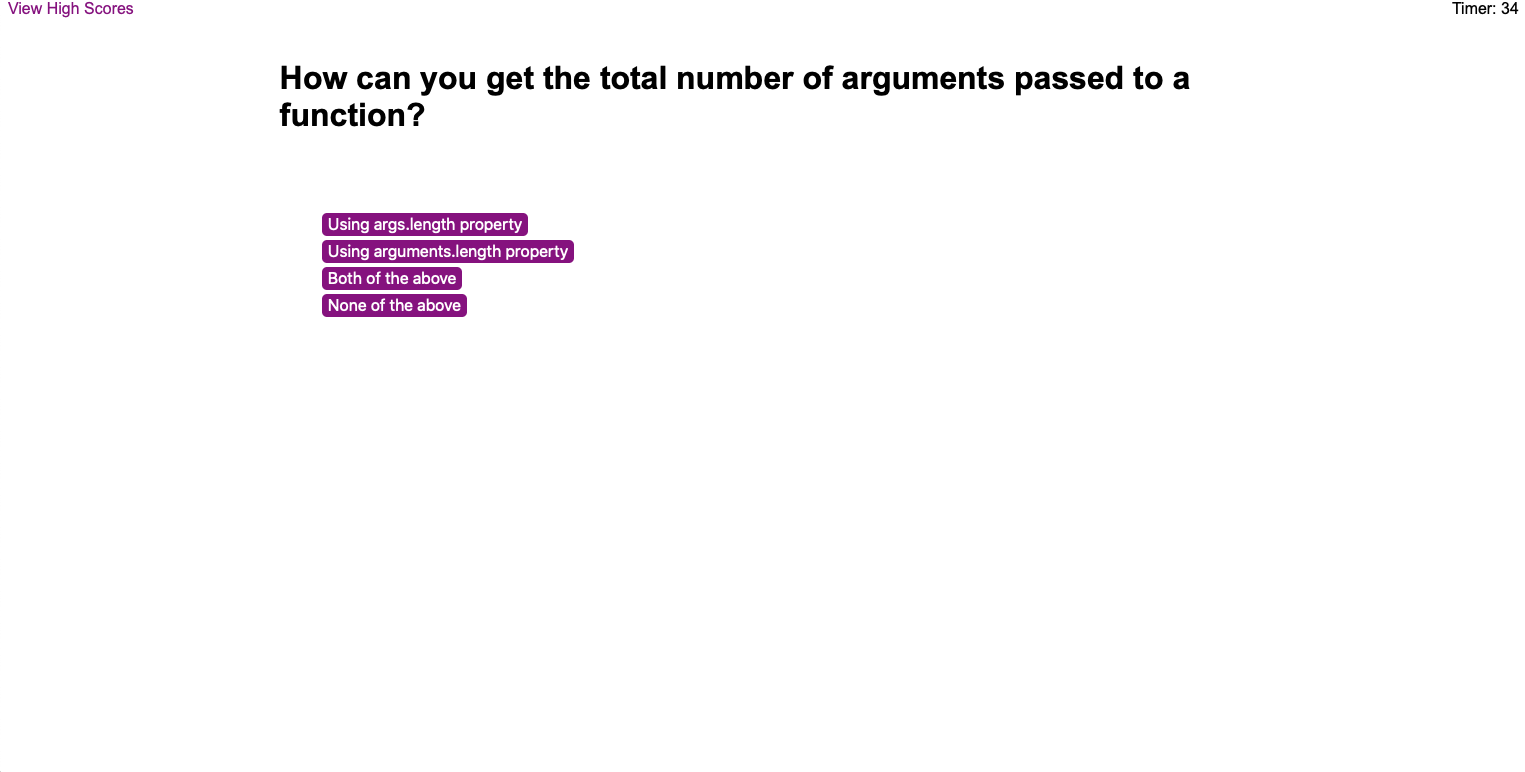 View High Scores
Timer: 34
How can you get the total number of arguments passed to a
function?
Using args.length property
Using arguments.length property
Both of the above
None of the above